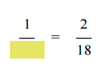 1/ = 2/18